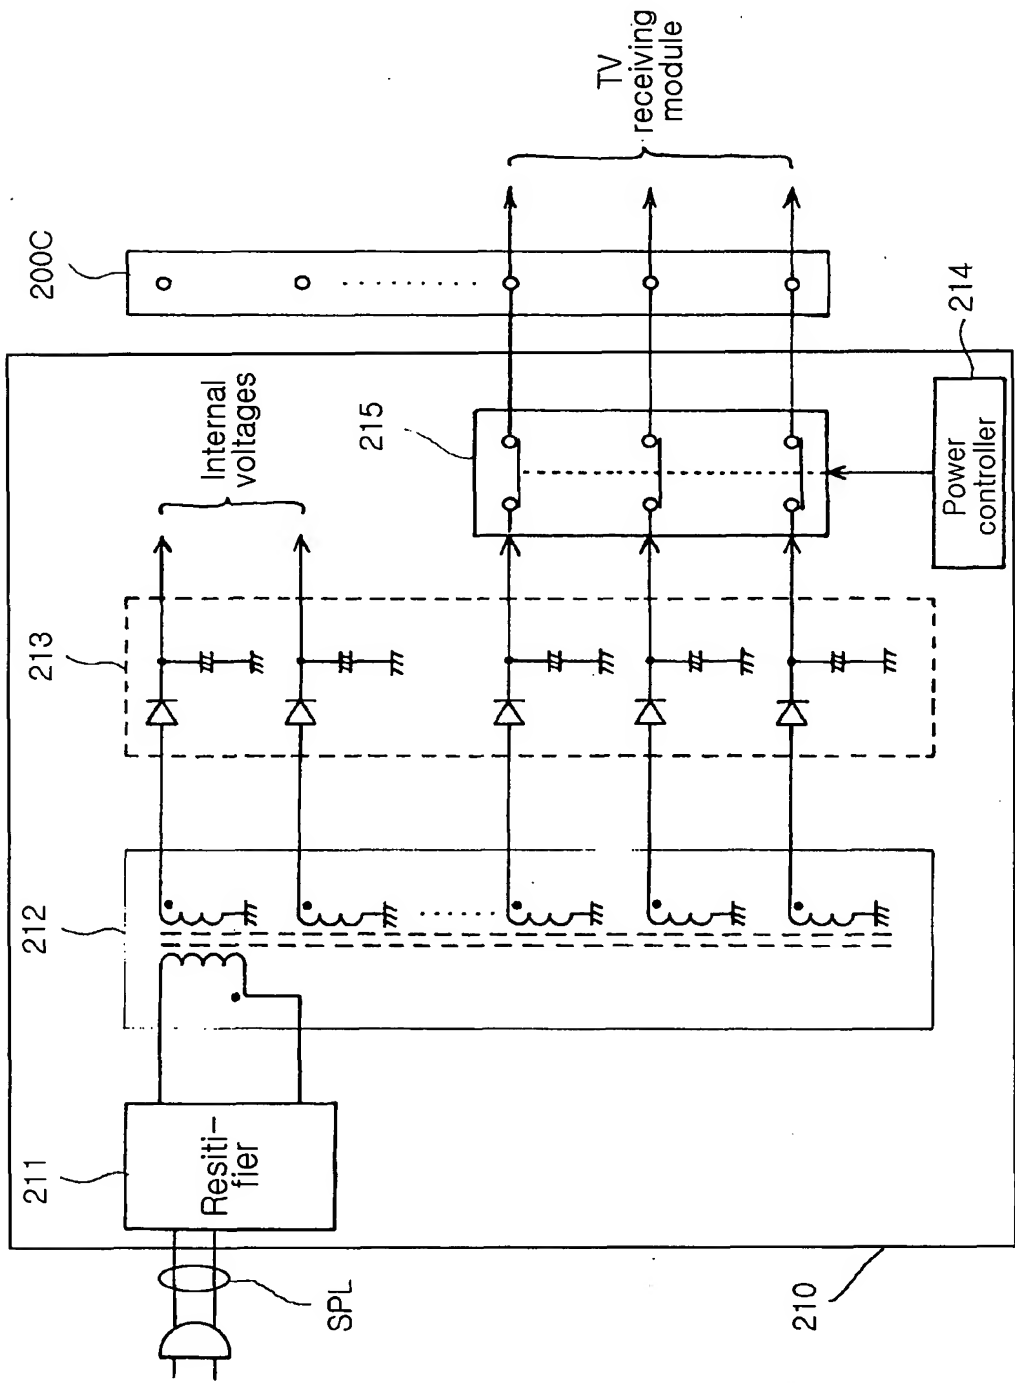 SPL
211
Resiti-
fier
212
213
Internal
voltages
215
200C
TV
receiving
module
214
Power
controller
210